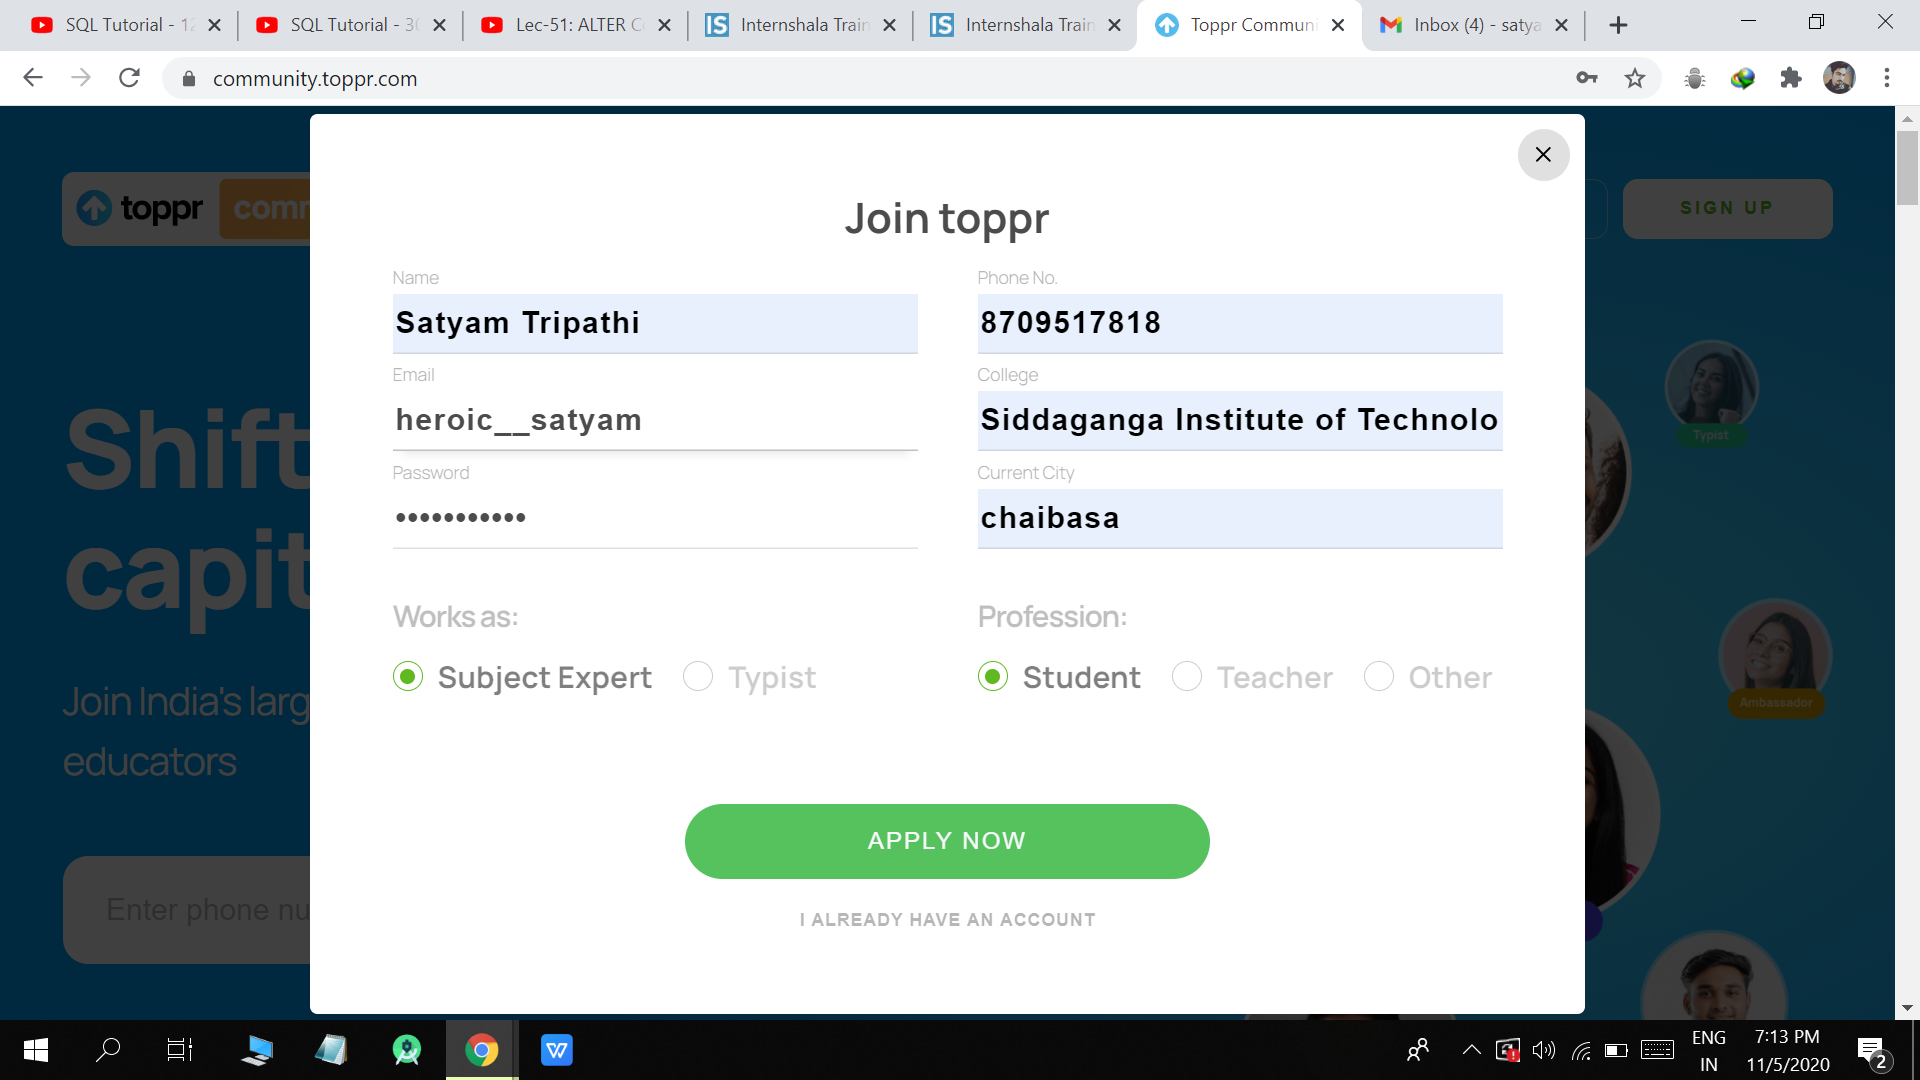 SQL Tutorial - 12
SQL Tutorial - 30
Lec-51: ALTER C
Internshala Train
Internshala Train
Toppr Communi
Inbox (4) - satya
community.toppr.com
toppr
comm
SIGN UP
Join toppr
Name
Satyam Tripathi
Phone No.
8709517818
Email
heroic__satyam
College
Siddaganga Institute of Technolo
Password
•••••••••••
Current City
chaibasa
Works as:
Subject Expert
Typist
Profession:
Student
Teacher
Other
APPLY NOW
I ALREADY HAVE AN ACCOUNT
Shift
capit
Join India's larg
educators
Enter phone nu
Typist
Ambassador
ENG
IN
7:13 PM
11/5/2020
2